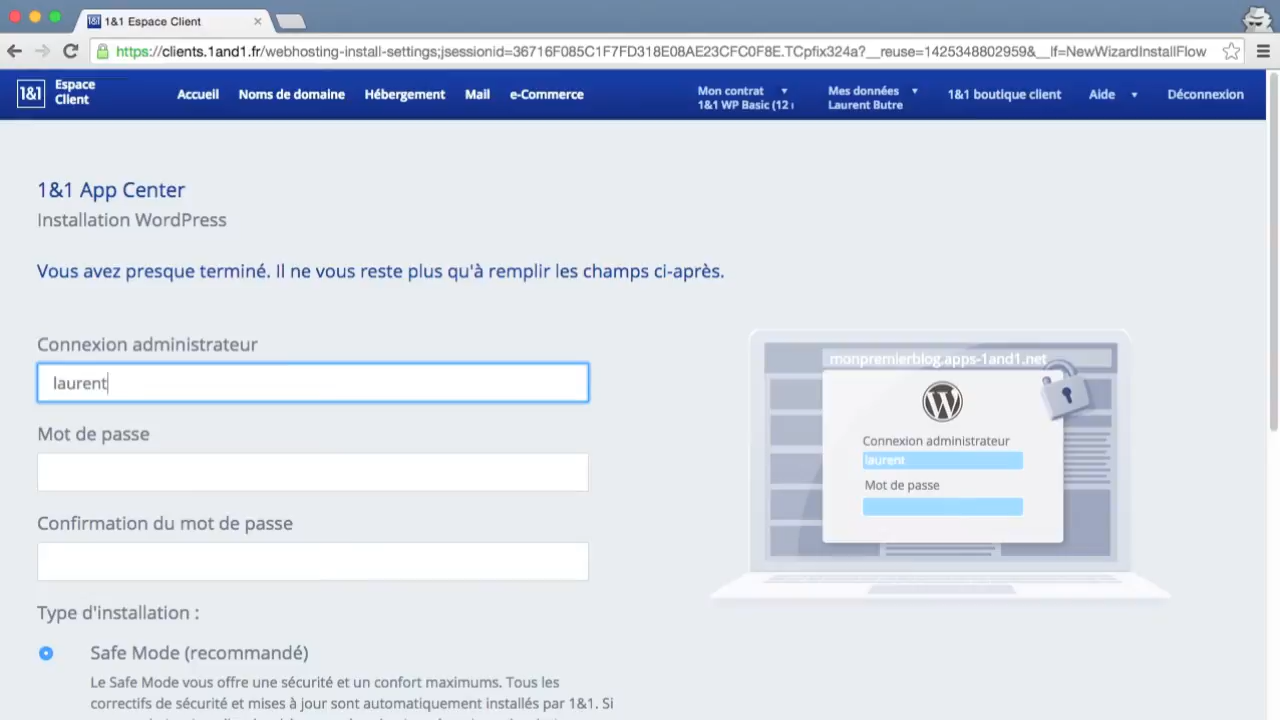 1&1 Espace Client
https://clients.1and1.fr/webhosting-install-settings;jsessionid=36716F085C1F7FD318E08AE23CFC0F8E.TCpfix324a?__reuse=1425348802959&__lf=NewWizardInstallFlow
1&1 Espace Client
Accueil Noms de domaine Hébergement Mail e-Commerce
Mon contrat
1&1 WP Basic (12
Mes données
Laurent Butre
1&1 boutique client Aide Déconnexion
1&1 App Center
Installation WordPress
Vous avez presque terminé. Il ne vous reste plus qu'à remplir les champs ci-après.
Connexion administrateur
laurent
Mot de passe
Confirmation du mot de passe
Type d'installation :
Safe Mode (recommandé)
Le Safe Mode vous offre une sécurité et un confort maximums. Tous les
correctifs de sécurité et mises à jour sont automatiquement installés par 1&1. Si
monpremierblog.apps-1and1.net
Connexion administrateur
laurent
Mot de passe